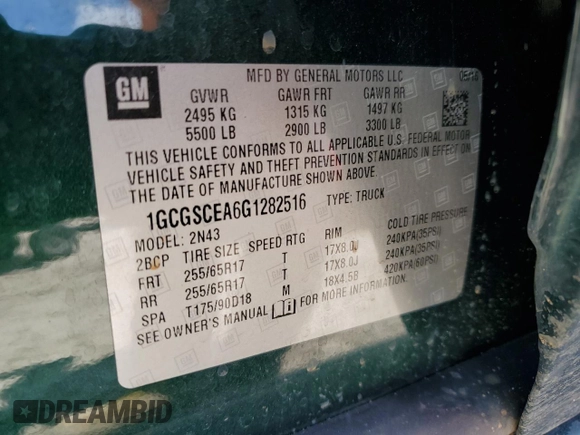 GM
MFD BY GENERAL MOTORS LLC 05/16
GVWR GAWR FRT GAWR RR
2495 KG 1315 KG 1497 KG
5500 LB 2900 LB 3300 LB
THIS VEHICLE CONFORMS TO ALL APPLICABLE U.S. FEDERAL MOTOR
VEHICLE SAFETY AND THEFT PREVENTION STANDARDS IN EFFECT ON
THE DATE OF MANUFACTURE SHOWN ABOVE.
1GCGSCEA6G1282516 TYPE: TRUCK
MODEL: 2N43
2BCP TIRE SIZE SPEED RTG RIM COLD TIRE PRESSURE
FRT 255/65R17 T 17X8.0J 240KPA(35PSI)
RR 255/65R17 T 17X8.0J 240KPA(35PSI)
SPA T175/90D18 M 18X4.5B 420KPA(60PSI)
SEE OWNER'S MANUAL FOR MORE INFORMATION.
DREAMBID